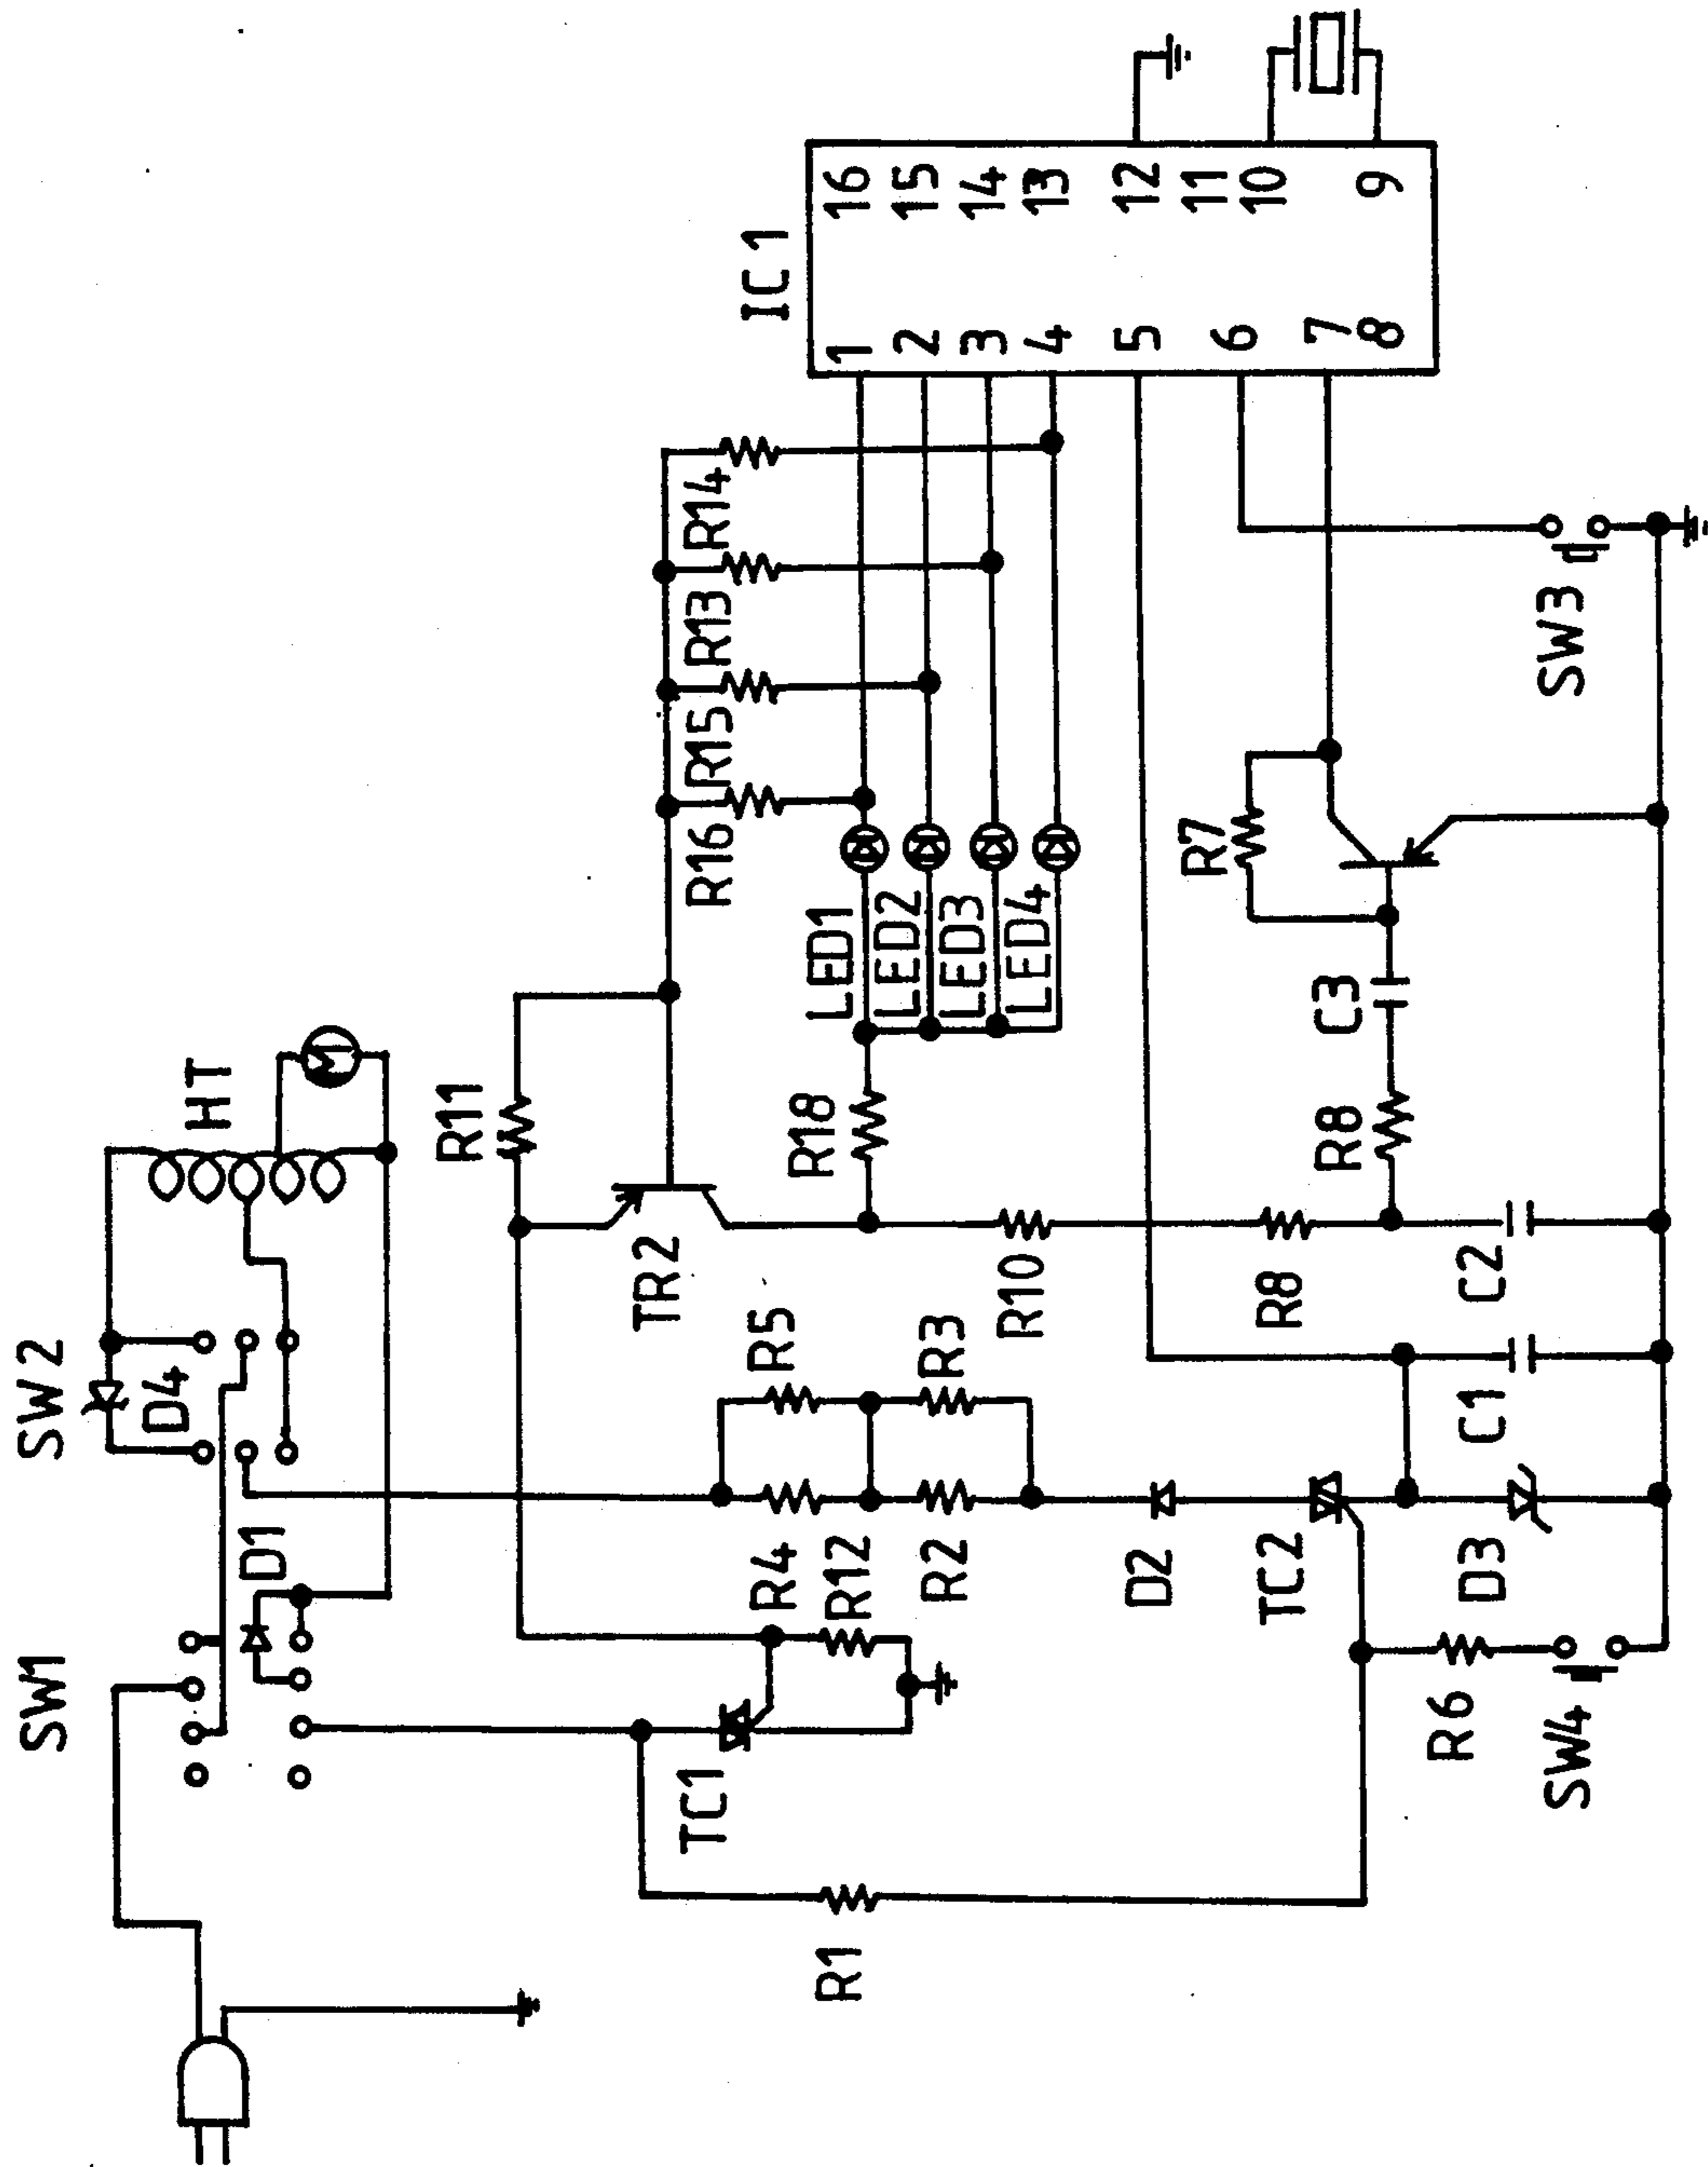 SW1
SW2
D4
D1
HT
R11
TR2
R16
R15
R13
R14
IC1
1
2
3
4
5
6
7
8
16
15
14
13
12
11
10
9
LED1
LED2
LED3
LED4
R18
R10
R8
R8
C3
R7
C2
C1
R5
R3
R4
R12
R2
D2
TC2
D3
TC1
R1
R6
SW4
SW3